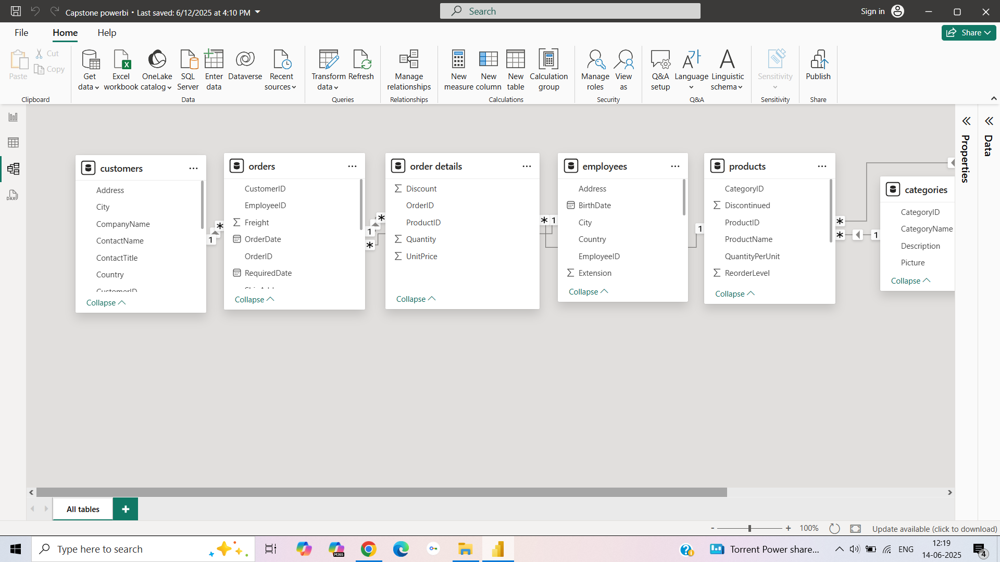 Capstone powerbi • Last saved: 6/12/2025 at 4:10 PM
Search
Sign in
File
Home
Help
Share
Paste
Cut
Copy
Clipboard
Get data
Excel workbook
OneLake catalog
SQL Server
Enter data
Dataverse
Recent sources
Data
Transform data
Refresh
Queries
Manage relationships
Relationships
New measure
New column
New table
Calculation group
Calculations
Manage roles
View as
Security
Q&A setup
Language
Linguistic schema
Q&A
Sensitivity
Sensitivity
Publish
Share
DAX
customers
Address
City
CompanyName
ContactName
ContactTitle
Country
CustomerID
Collapse
1
*
orders
CustomerID
EmployeeID
Freight
OrderDate
OrderID
RequiredDate
Collapse
*
1
*
order details
Discount
OrderID
ProductID
Quantity
UnitPrice
Collapse
*
1
employees
Address
BirthDate
City
Country
EmployeeID
Extension
Collapse
1
products
CategoryID
Discontinued
ProductID
ProductName
QuantityPerUnit
ReorderLevel
Collapse
*
*
1
categories
CategoryID
CategoryName
Description
Picture
Collapse
Properties
Data
All tables
+
- + 100%
Update available (click to download)
Type here to search
M365
Torrent Power share...
ENG
12:19
14-06-2025
4